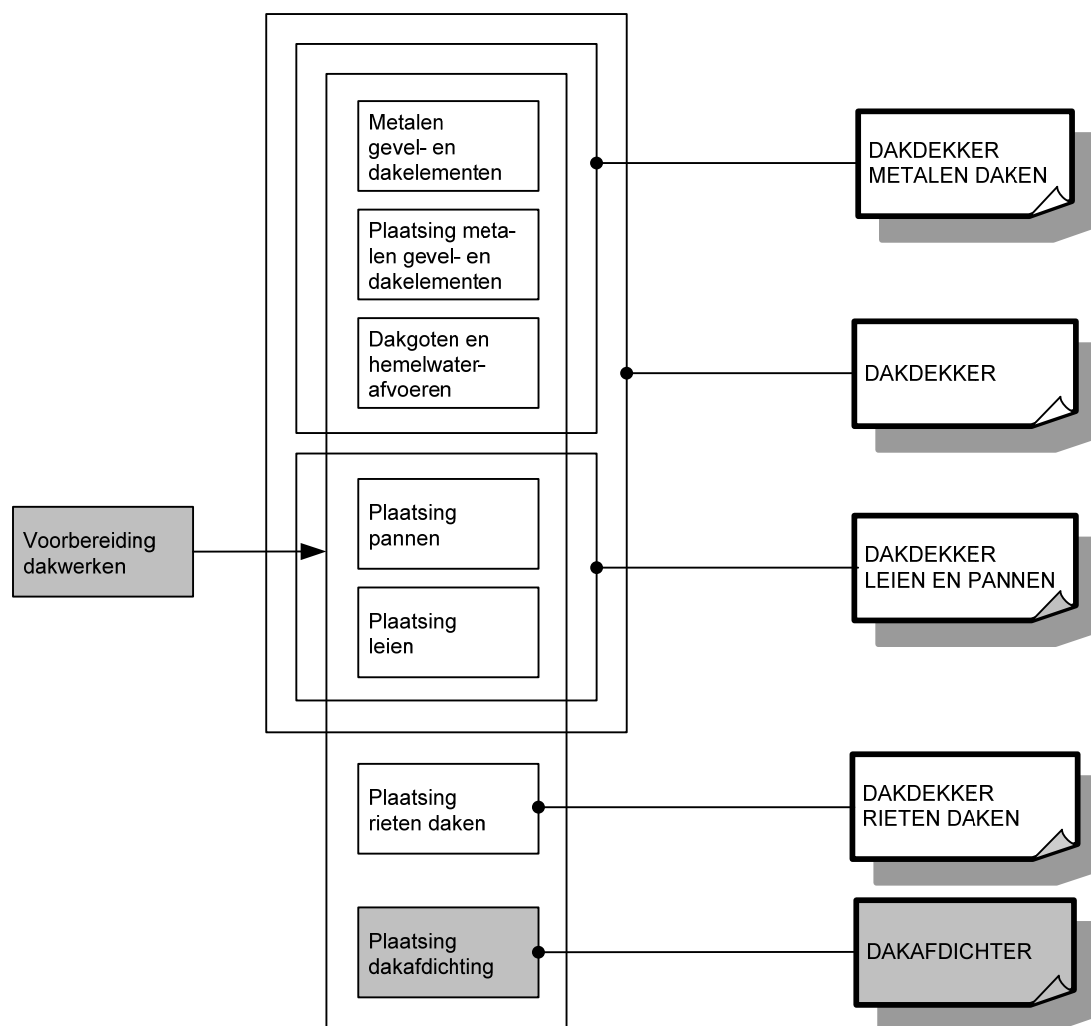 Metalen
gevel- en
dakelementen
DAKDEKKER
METALEN DAKEN
Plaatsing meta-
len gevel- en
dakelementen
Dakgoten en
hemelwater-
afvoeren
DAKDEKKER
Voorbereiding
dakwerken
Plaatsing
pannen
DAKDEKKER
LEIEN EN PANNEN
Plaatsing
leien
Plaatsing
rieten daken
DAKDEKKER
RIETEN DAKEN
Plaatsing
dakafdichting
DAKAFDICHTER